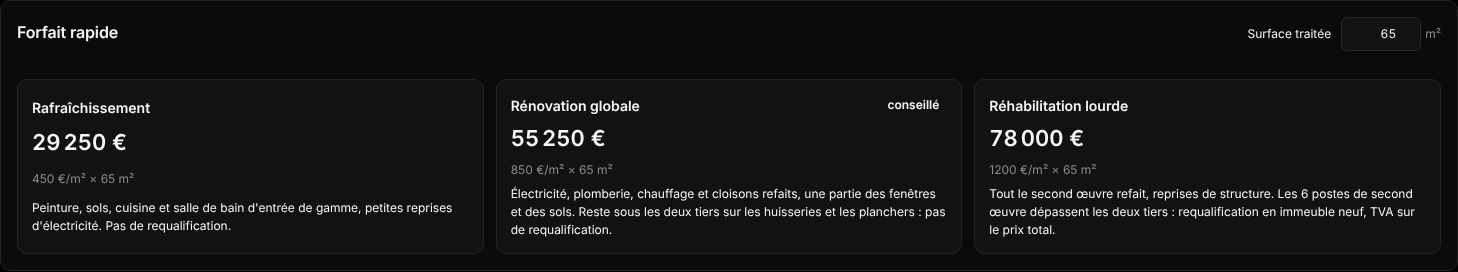 Forfait rapide
Surface traitée 65 m²
Rafraîchissement
29 250 €
450 €/m² × 65 m²
Peinture, sols, cuisine et salle de bain d'entrée de gamme, petites reprises
d'électricité. Pas de requalification.
Rénovation globale
conseillé
55 250 €
850 €/m² × 65 m²
Électricité, plomberie, chauffage et cloisons refaits, une partie des fenêtres
et des sols. Reste sous les deux tiers sur les huisseries et les planchers : pas
de requalification.
Réhabilitation lourde
78 000 €
1200 €/m² × 65 m²
Tout le second œuvre refait, reprises de structure. Les 6 postes de second
œuvre dépassent les deux tiers : requalification en immeuble neuf, TVA sur
le prix total.